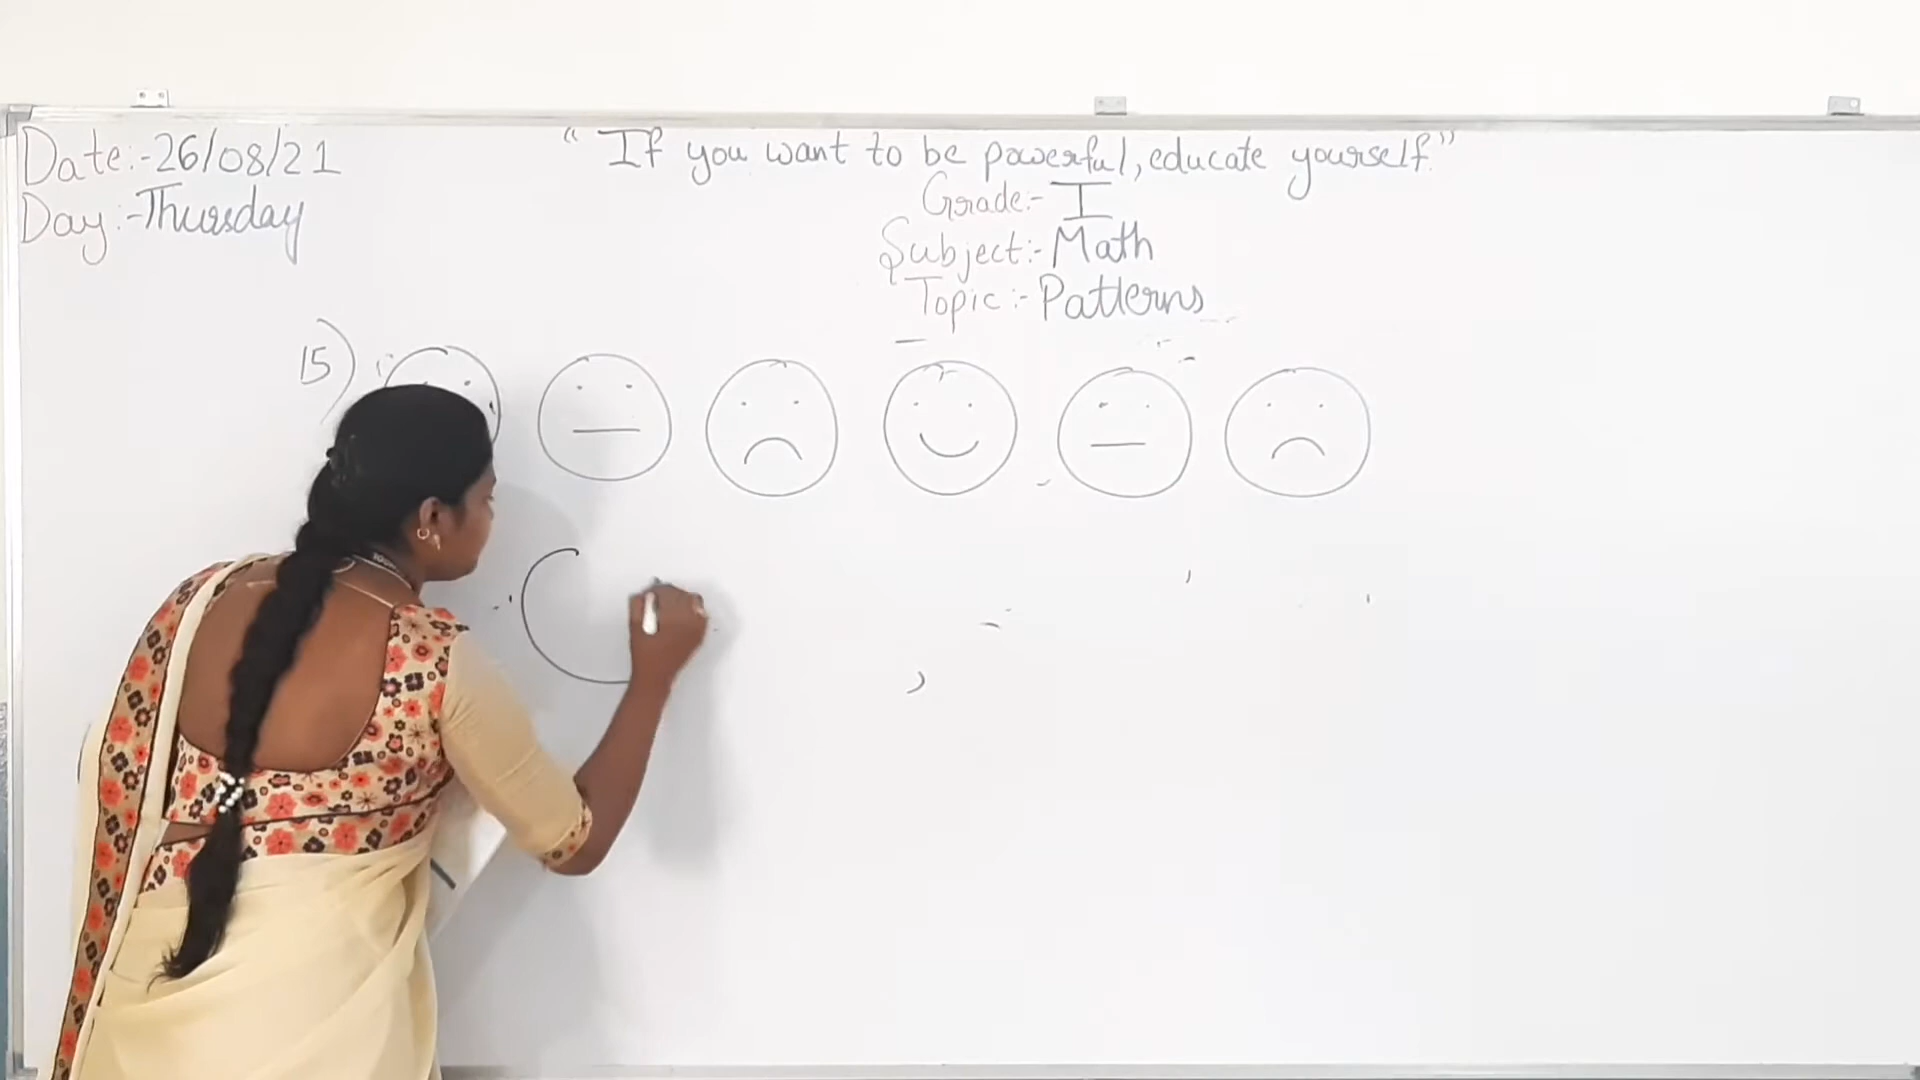 Date:-26/08/21
Day:-Thursday
"If you want to be powerful, educate yourself."
Grade:- I
Subject:- Math
Topic:- Patterns
15)